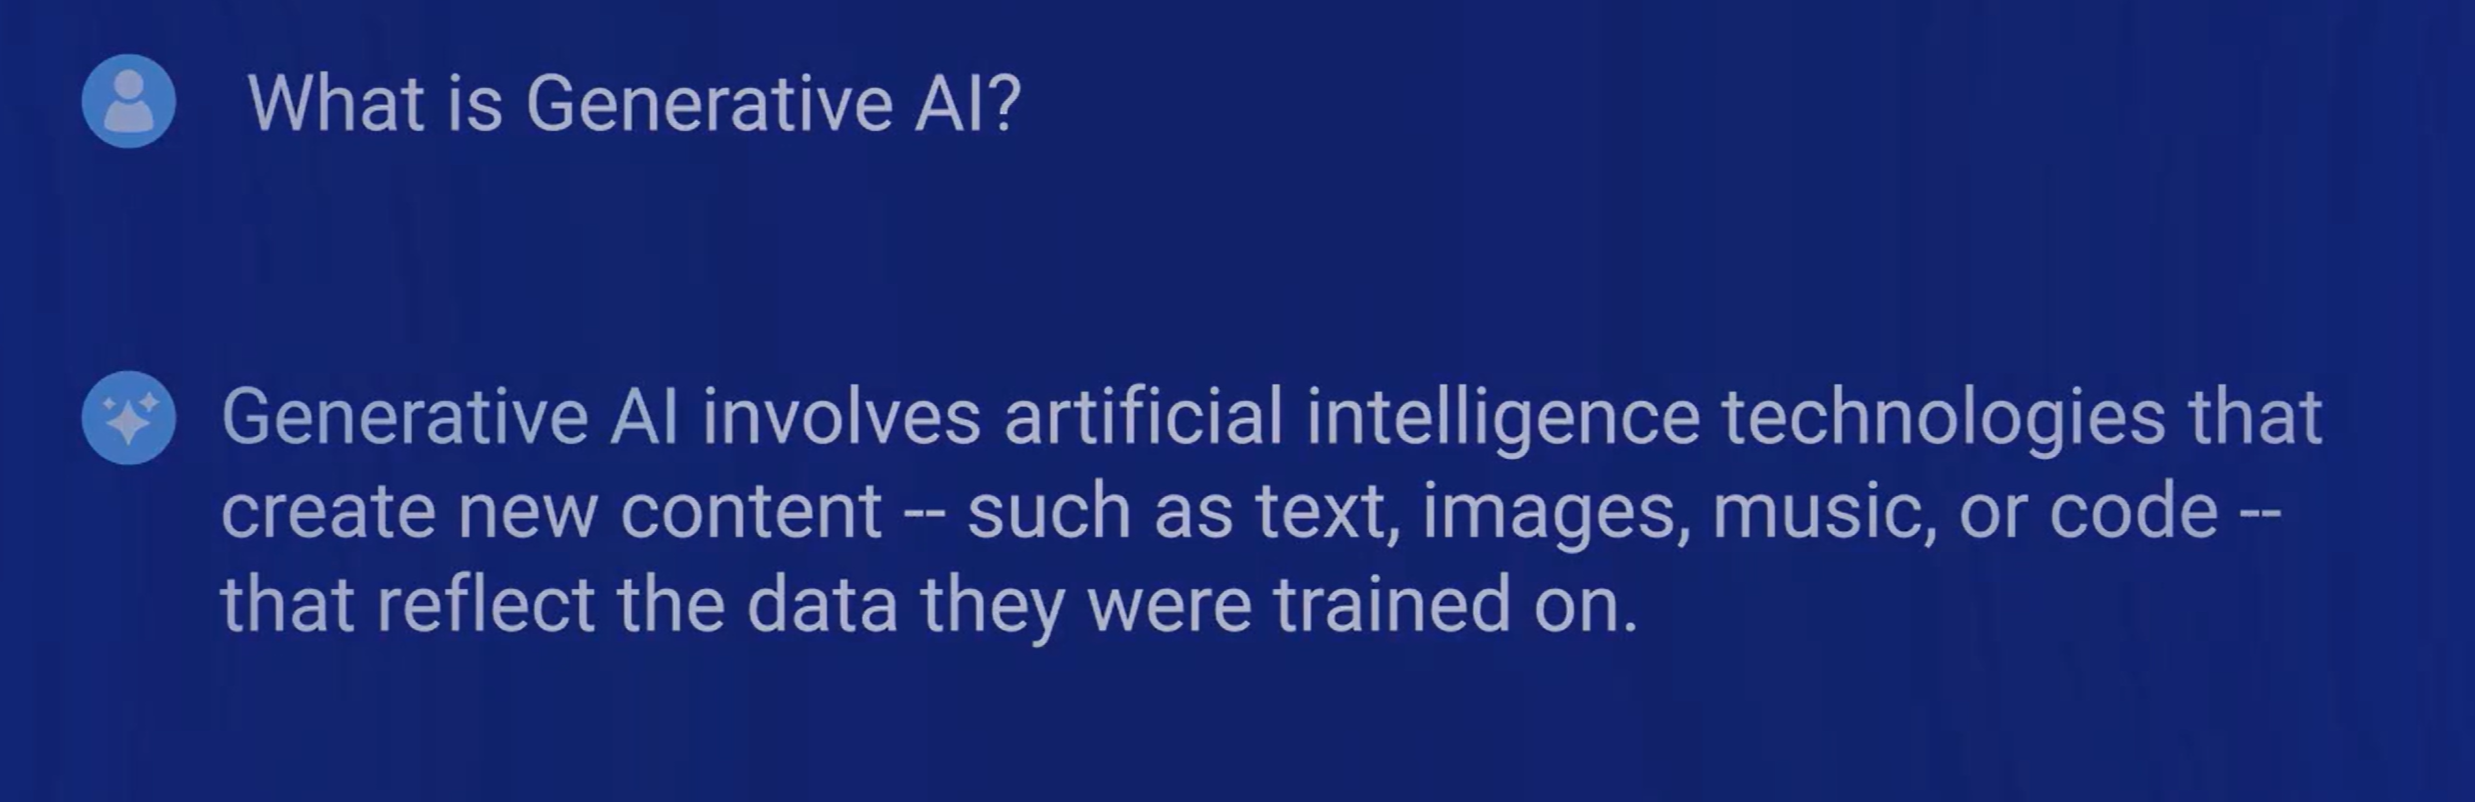 What is Generative AI?
Generative AI involves artificial intelligence technologies that
create new content -- such as text, images, music, or code --
that reflect the data they were trained on.